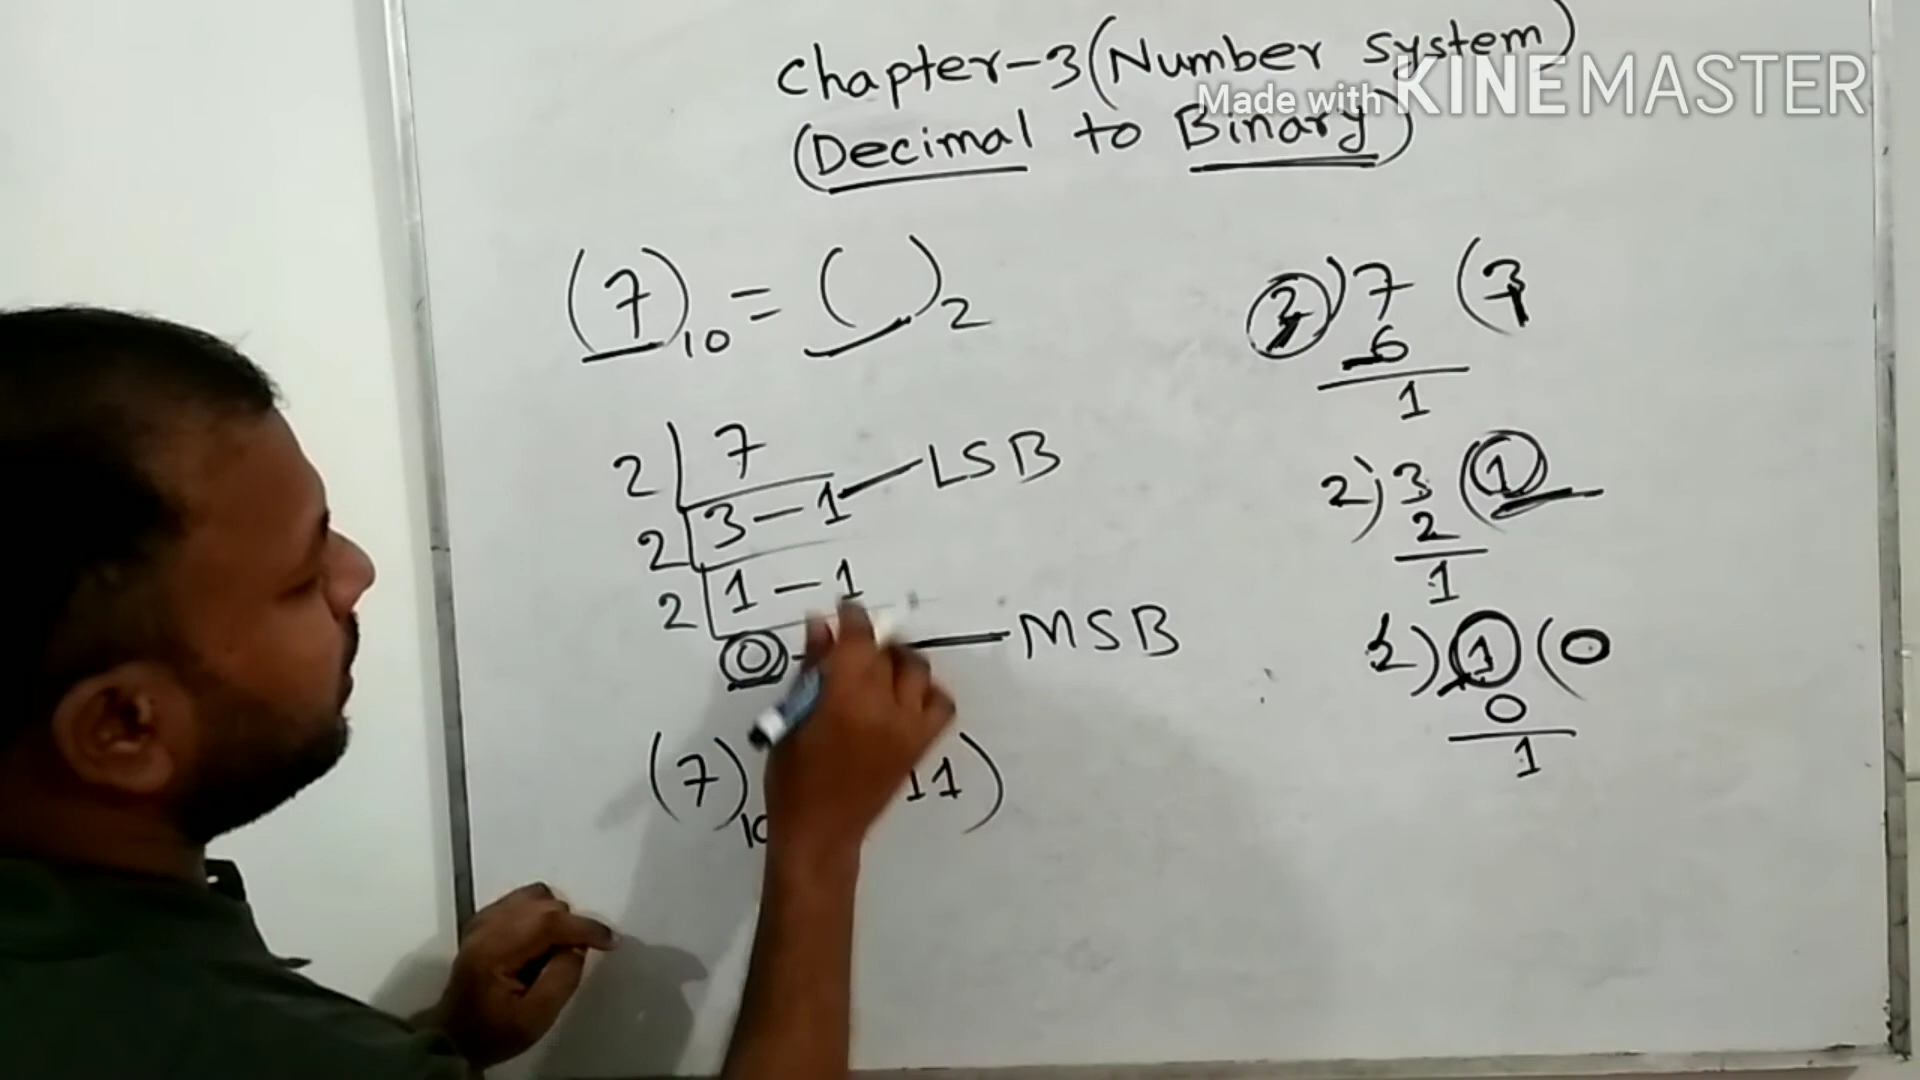 Chapter-3 (Number System)
Made with KINEMASTER
(Decimal to Binary)
(7)10 = ( )2
2 | 7
2 | 3 - 1 — LSB
2 | 1 - 1
0 — MSB
(7)10 11)
2) 7 (3
6
1
2) 3 (1
2
1
2) 1 (0
0
1